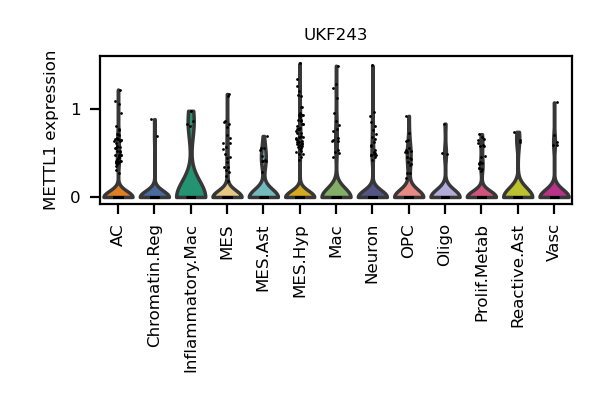 UKF243
METTL1 expression
1
0
AC
Chromatin.Reg
Inflammatory.Mac
MES
MES.Ast
MES.Hyp
Mac
Neuron
OPC
Oligo
Prolif.Metab
Reactive.Ast
Vasc